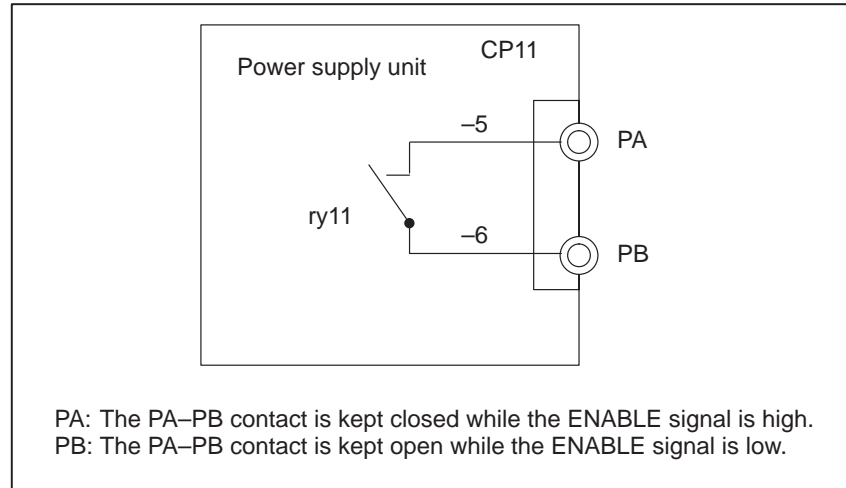 CP11
Power supply unit
–5
PA
ry11
–6
PB
PA: The PA–PB contact is kept closed while the ENABLE signal is high.
PB: The PA–PB contact is kept open while the ENABLE signal is low.